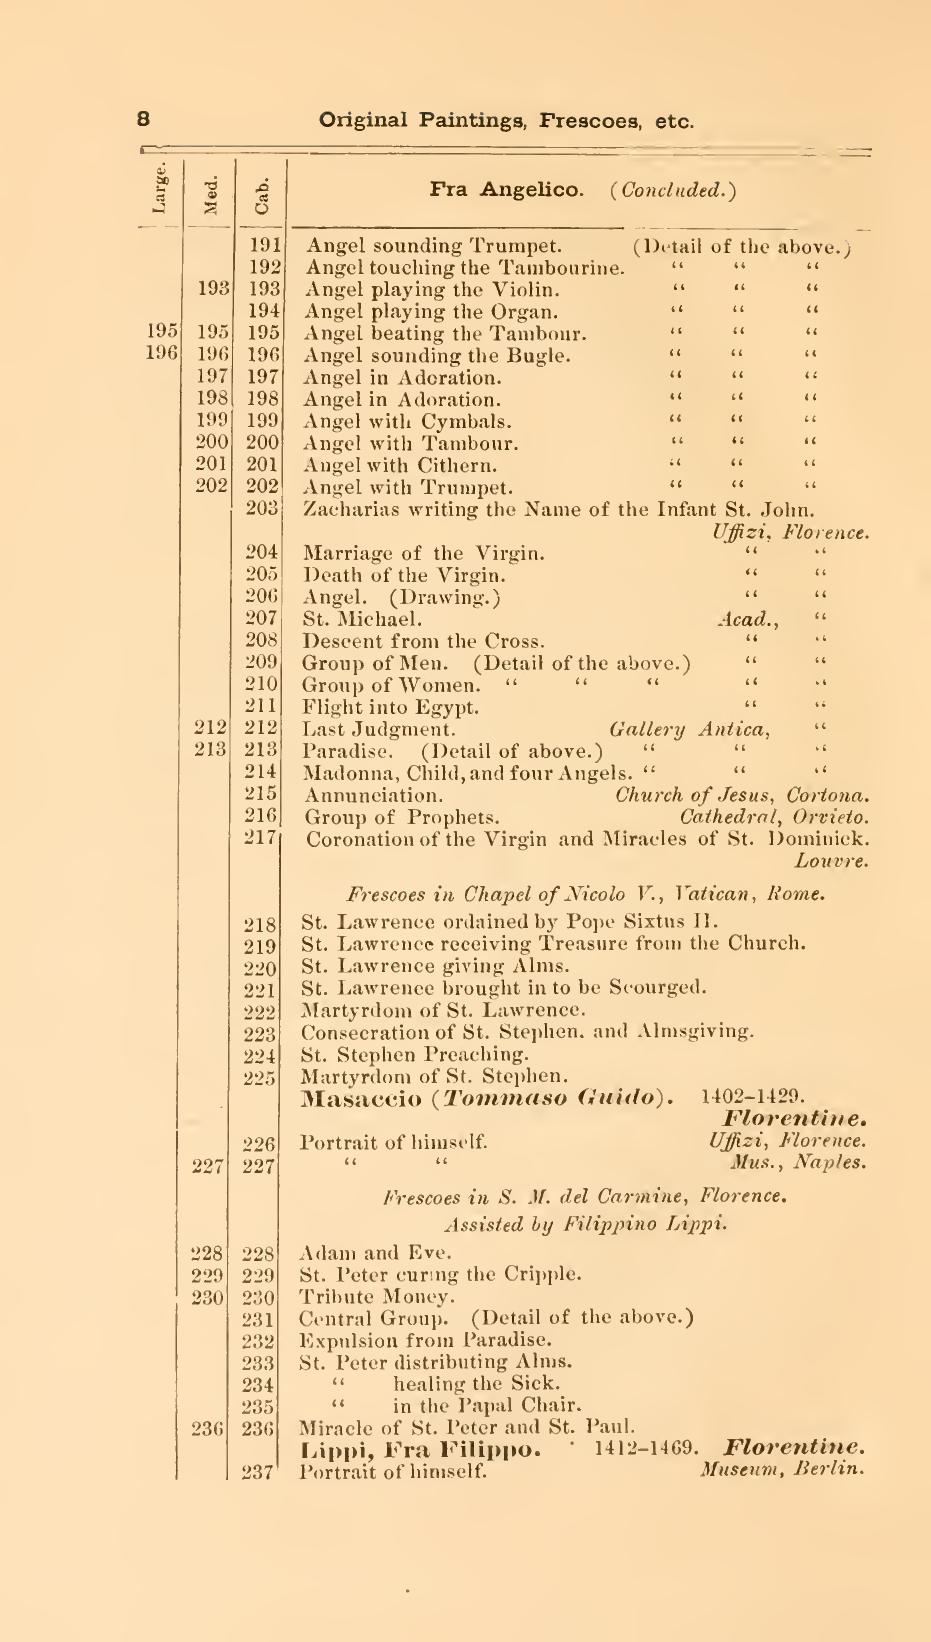 8 Original Paintings, Frescoes, etc.
Large. Med. Cab. Fra Angelico. (Concluded.)
191 Angel sounding Trumpet. (Detail of the above.)
192 Angel touching the Tambourine. “ “ “
193 193 Angel playing the Violin. “ “ “
194 Angel playing the Organ. “ “ “
195 195 195 Angel beating the Tambour. “ “ “
196 196 196 Angel sounding the Bugle. “ “ “
197 197 Angel in Adoration. “ “ “
198 198 Angel in Adoration. “ “ “
199 199 Angel with Cymbals. “ “ “
200 200 Angel with Tambour. “ “ “
201 201 Angel with Cithern. “ “ “
202 202 Angel with Trumpet. “ “ “
203 Zacharias writing the Name of the Infant St. John.
Uffizi, Florence.
204 Marriage of the Virgin. “ “
205 Death of the Virgin. “ “
206 Angel. (Drawing.) “ “
207 St. Michael. Acad., “
208 Descent from the Cross. “ “
209 Group of Men. (Detail of the above.) “ “
210 Group of Women. “ “ “ “ “
211 Flight into Egypt. “ “
212 212 Last Judgment. Gallery Antica, “
213 213 Paradise. (Detail of above.) “ “ “
214 Madonna, Child, and four Angels. “ “ “
215 Annunciation. Church of Jesus, Cortona.
216 Group of Prophets. Cathedral, Orvieto.
217 Coronation of the Virgin and Miracles of St. Dominick.
Louvre.
Frescoes in Chapel of Nicolo V., Vatican, Rome.
218 St. Lawrence ordained by Pope Sixtus II.
219 St. Lawrence receiving Treasure from the Church.
220 St. Lawrence giving Alms.
221 St. Lawrence brought in to be Scourged.
222 Martyrdom of St. Lawrence.
223 Consecration of St. Stephen. and Almsgiving.
224 St. Stephen Preaching.
225 Martyrdom of St. Stephen.
Masaccio (Tommaso Guido). 1402–1429.
Florentine.
226 Portrait of himself. Uffizi, Florence.
227 227 “ “ Mus., Naples.
Frescoes in S. M. del Carmine, Florence.
Assisted by Filippino Lippi.
228 228 Adam and Eve.
229 229 St. Peter curing the Cripple.
230 230 Tribute Money.
231 Central Group. (Detail of the above.)
232 Expulsion from Paradise.
233 St. Peter distributing Alms.
234 “ healing the Sick.
235 “ in the Papal Chair.
236 236 Miracle of St. Peter and St. Paul.
Lippi, Fra Filippo. 1412–1469. Florentine.
237 Portrait of himself. Museum, Berlin.